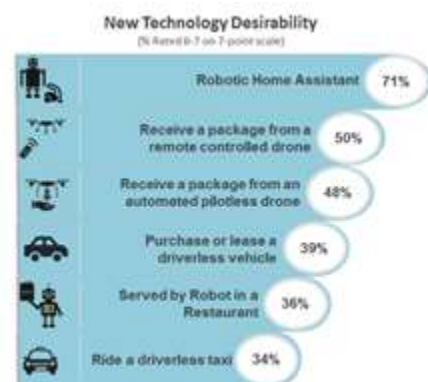 New Technology Desirability
(% Rated 6-7 on 7-point scale)
Robotic Home Assistant 71%
Receive a package from a
remote controlled drone 50%
Receive a package from an
automated pilotless drone 48%
Purchase or lease a
driverless vehicle 39%
Served by Robot in a
Restaurant 36%
Ride a driverless taxi 34%